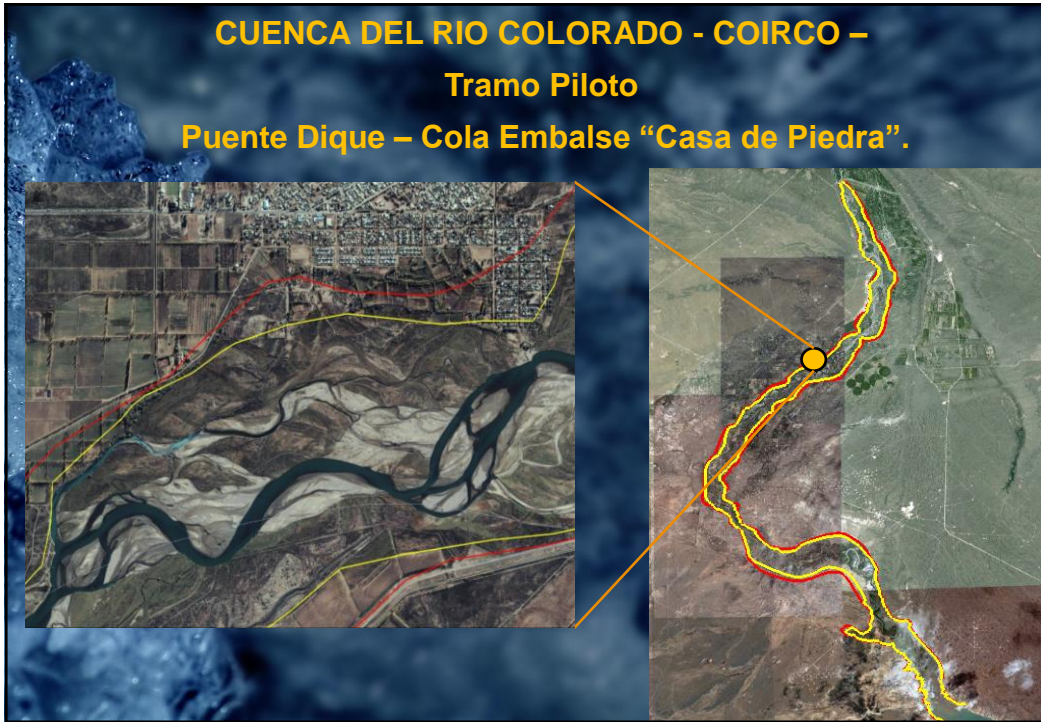 CUENCA DEL RIO COLORADO - COIRCO –
Tramo Piloto
Puente Dique – Cola Embalse “Casa de Piedra”.